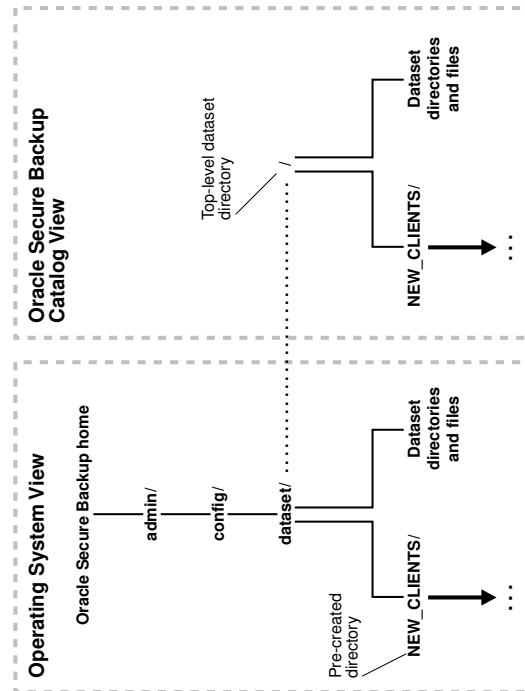 Operating System View
Oracle Secure Backup home
admin/
config/
dataset/
Pre-created
directory
NEW_CLIENTS/
Dataset
directories
and files
...
Oracle Secure Backup
Catalog View
Top-level dataset
directory
/
NEW_CLIENTS/
Dataset
directories
and files
...